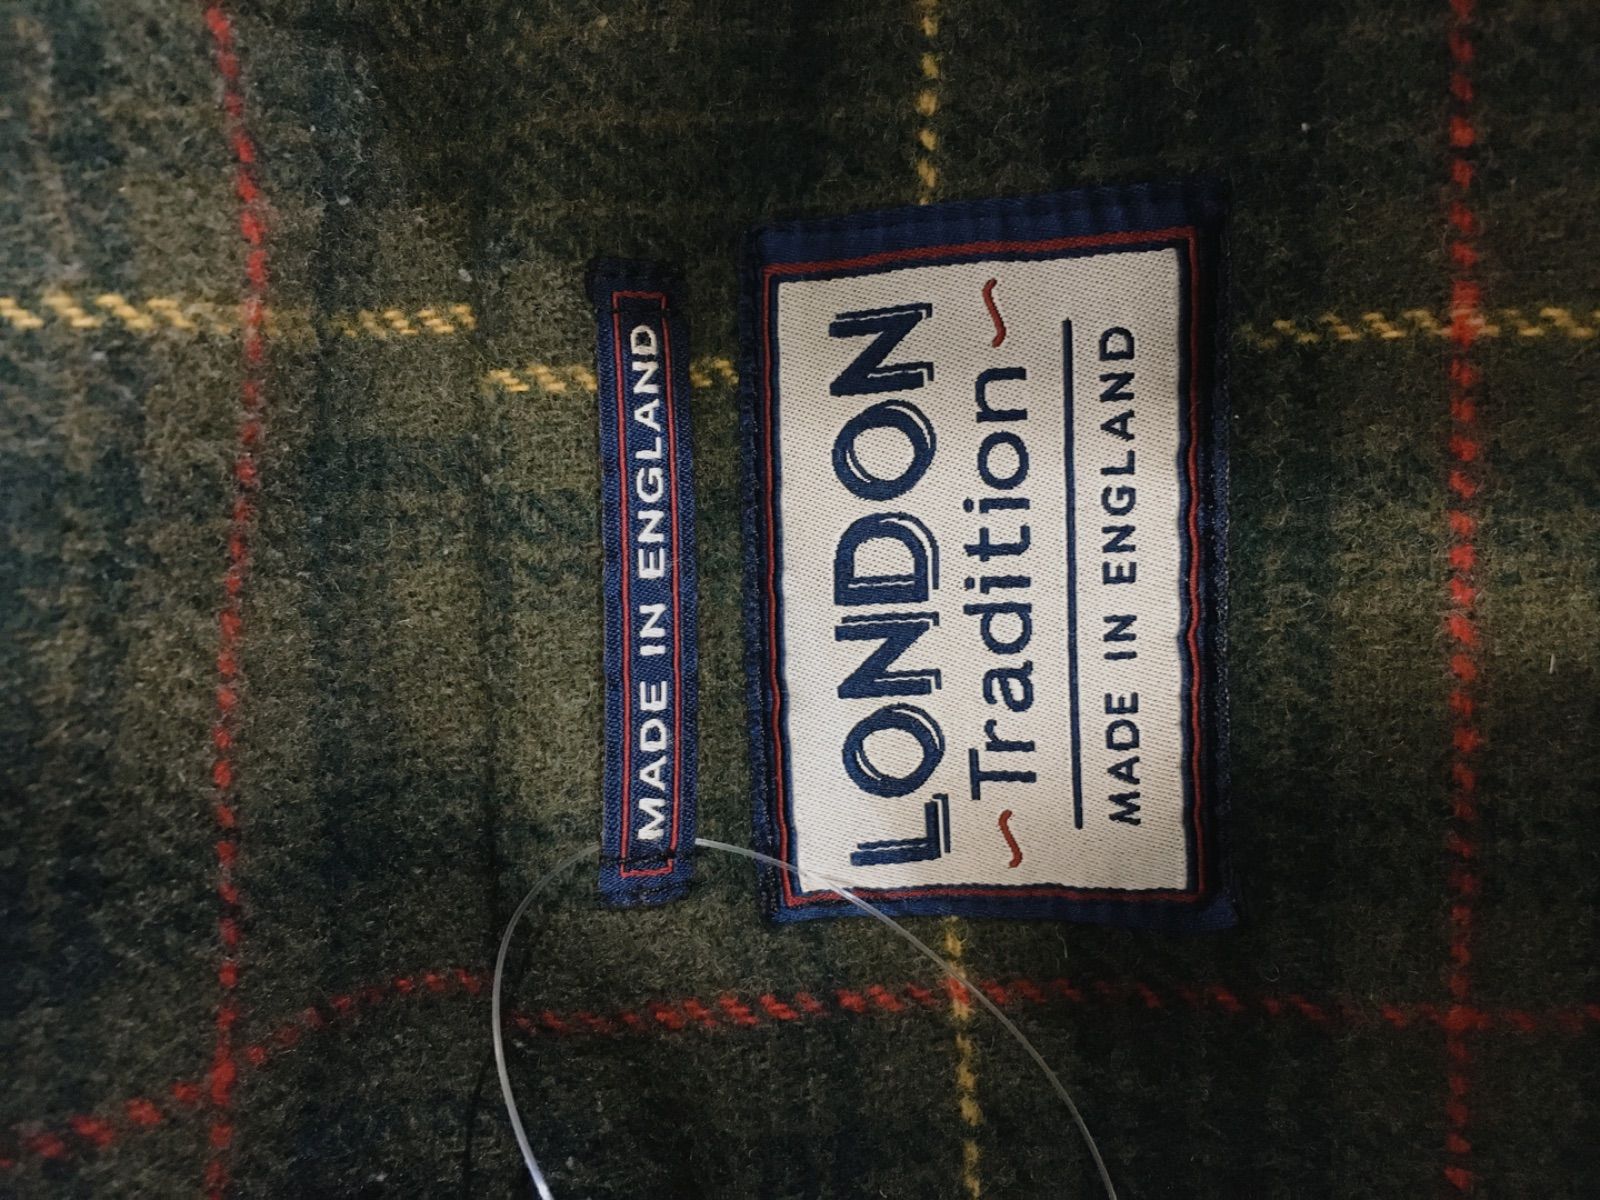 MADE IN ENGLAND
LONDON
~ Tradition ~
MADE IN ENGLAND